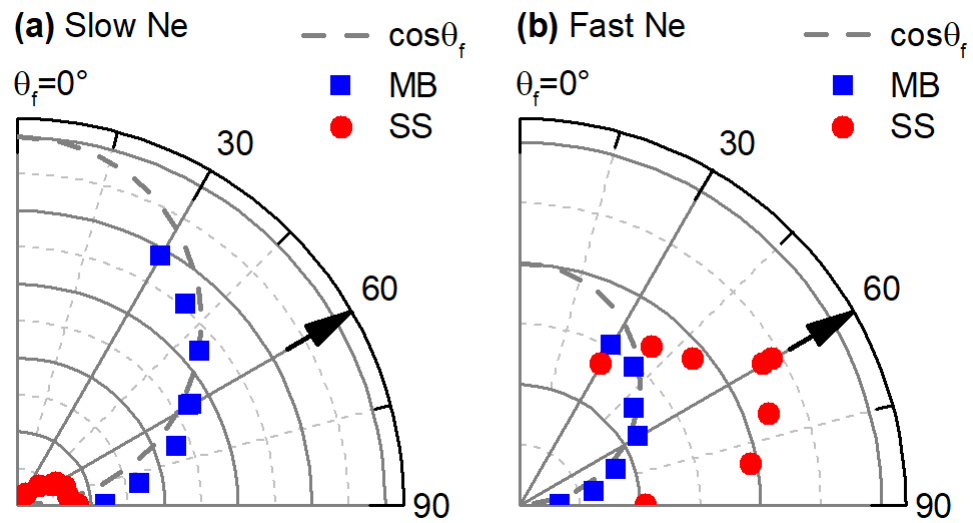 (a) Slow Ne
cosθf
MB
SS
θf=0°
30
60
90
(b) Fast Ne
cosθf
MB
SS
θf=0°
30
60
90